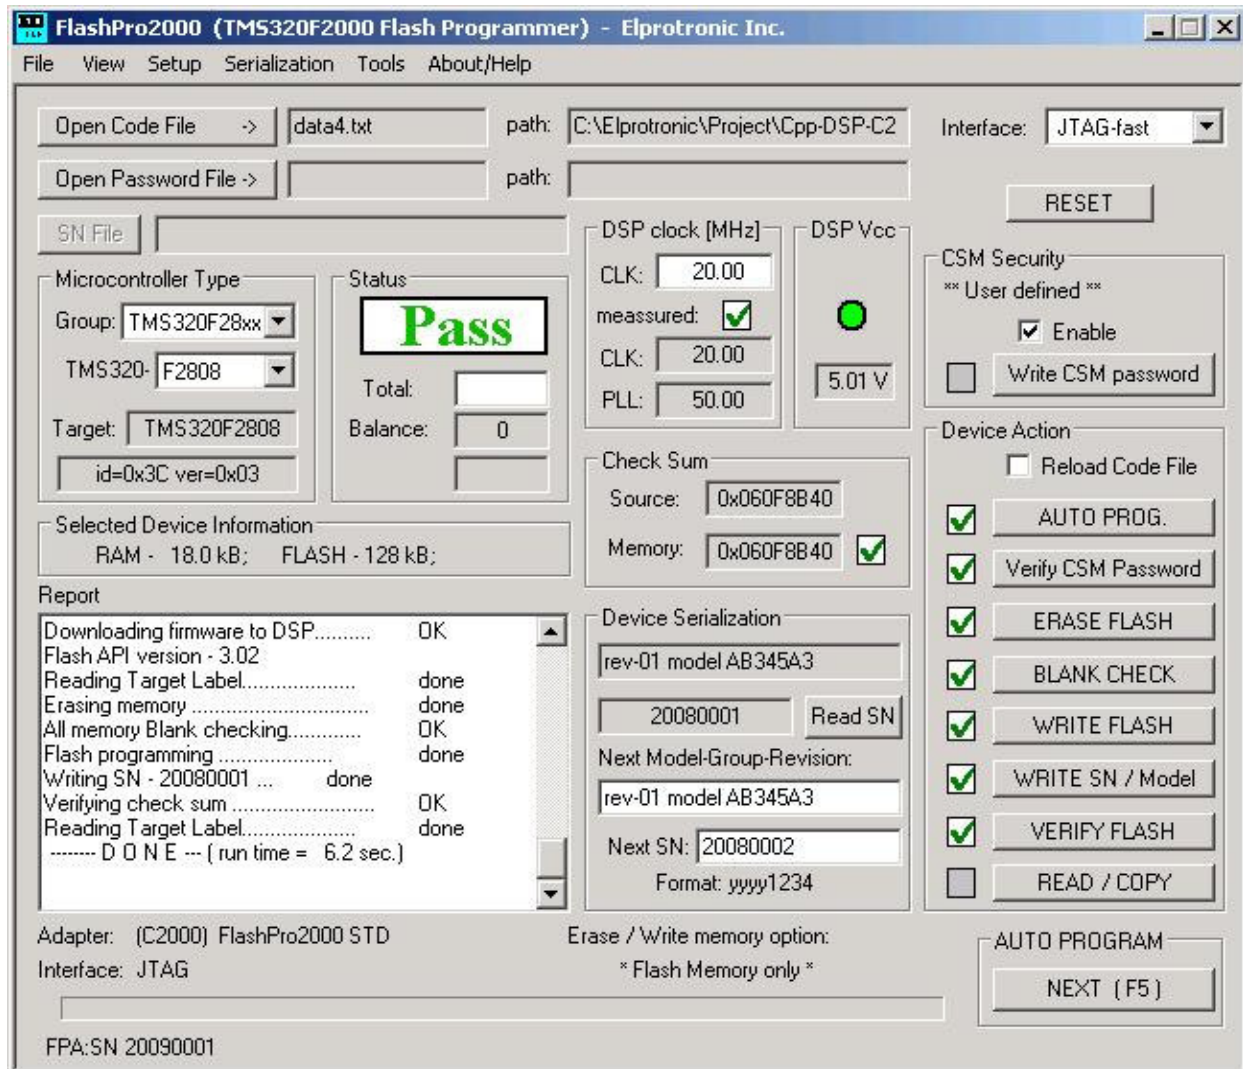 FlashPro2000 (TMS320F2000 Flash Programmer) - Elprotronic Inc.
File View Setup Serialization Tools About/Help
Open Code File -> data4.txt path: C:\Elprotronic\Project\Cpp-DSP-C2 Interface: JTAG-fast
Open Password File -> path:
RESET
SN File
Microcontroller Type
Group: TMS320F28xx
TMS320- F2808
Target: TMS320F2808
id=0x3C ver=0x03
Status
Pass
Total:
Balance: 0
DSP clock [MHz]
CLK: 20.00
meassured:
CLK: 20.00
PLL: 50.00
DSP Vcc
5.01 V
CSM Security
** User defined **
Enable
Write CSM password
Selected Device Information
RAM - 18.0 kB; FLASH - 128 kB;
Check Sum
Source: 0x060F8B40
Memory: 0x060F8B40
Device Action
Reload Code File
AUTO PROG.
Verify CSM Password
ERASE FLASH
BLANK CHECK
WRITE FLASH
WRITE SN / Model
VERIFY FLASH
READ / COPY
Report
Downloading firmware to DSP.......... OK
Flash API version - 3.02
Reading Target Label..................... done
Erasing memory ................................. done
All memory Blank checking............. OK
Flash programming ..................... done
Writing SN - 20080001 ... done
Verifying check sum .......................... OK
Reading Target Label..................... done
------- D O N E --- ( run time = 6.2 sec.)
Device Serialization
rev-01 model AB345A3
20080001 Read SN
Next Model-Group-Revision:
rev-01 model AB345A3
Next SN: 20080002
Format: yyyy1234
Adapter: (C2000) FlashPro2000 STD
Interface: JTAG
Erase / Write memory option:
* Flash Memory only *
AUTO PROGRAM
NEXT ( F5 )
FPA:SN 20090001